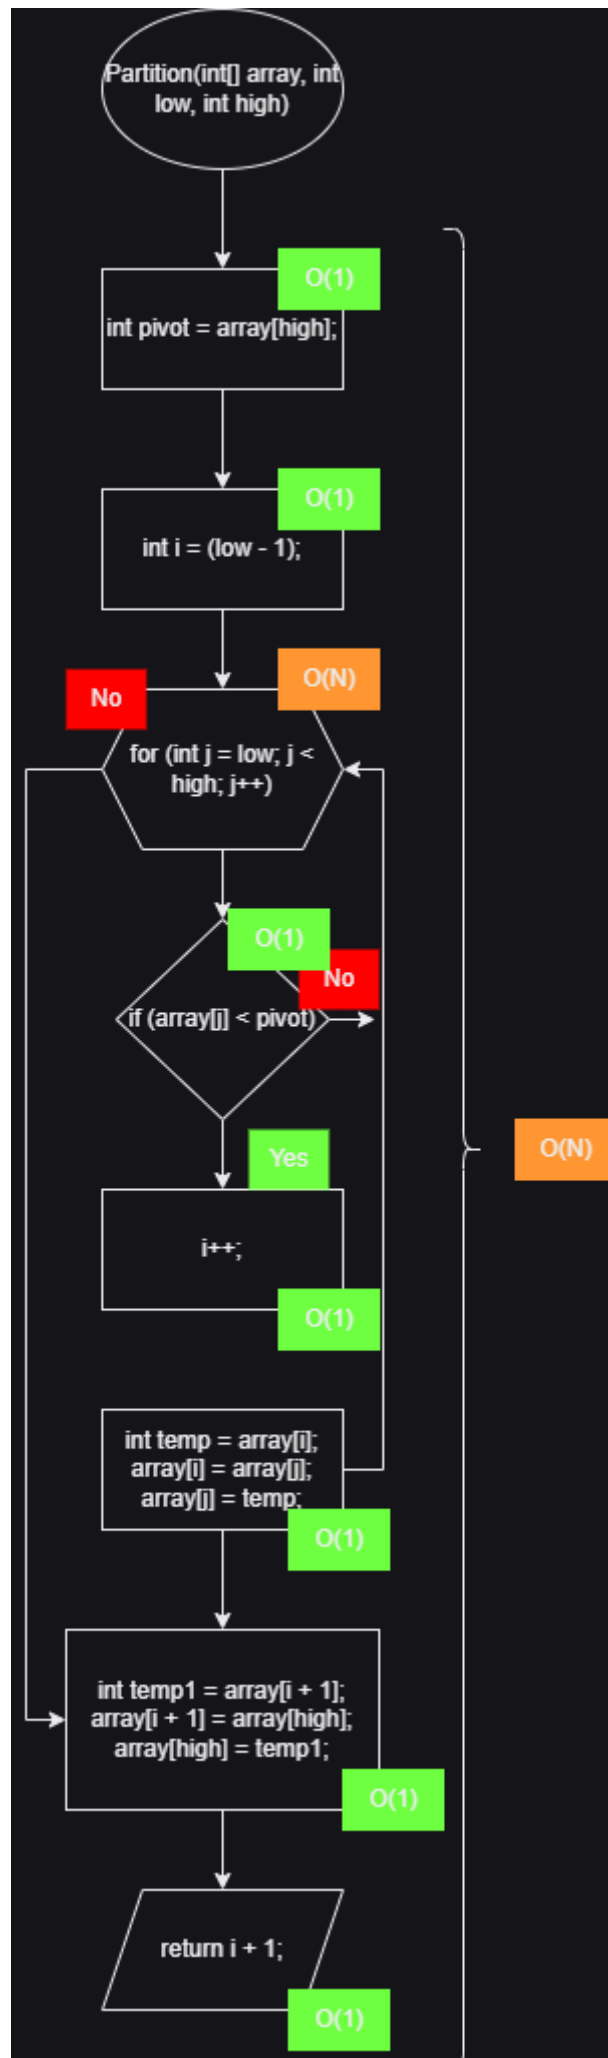 Partition(int[] array, int
low, int high)
O(1)
int pivot = array[high];
O(1)
int i = (low - 1);
No
O(N)
for (int j = low; j <
high; j++)
O(1)
No
if (array[j] < pivot)
O(N)
Yes
i++;
O(1)
int temp = array[i];
array[i] = array[j];
array[j] = temp;
O(1)
int temp1 = array[i + 1];
array[i + 1] = array[high];
array[high] = temp1;
O(1)
return i + 1;
O(1)